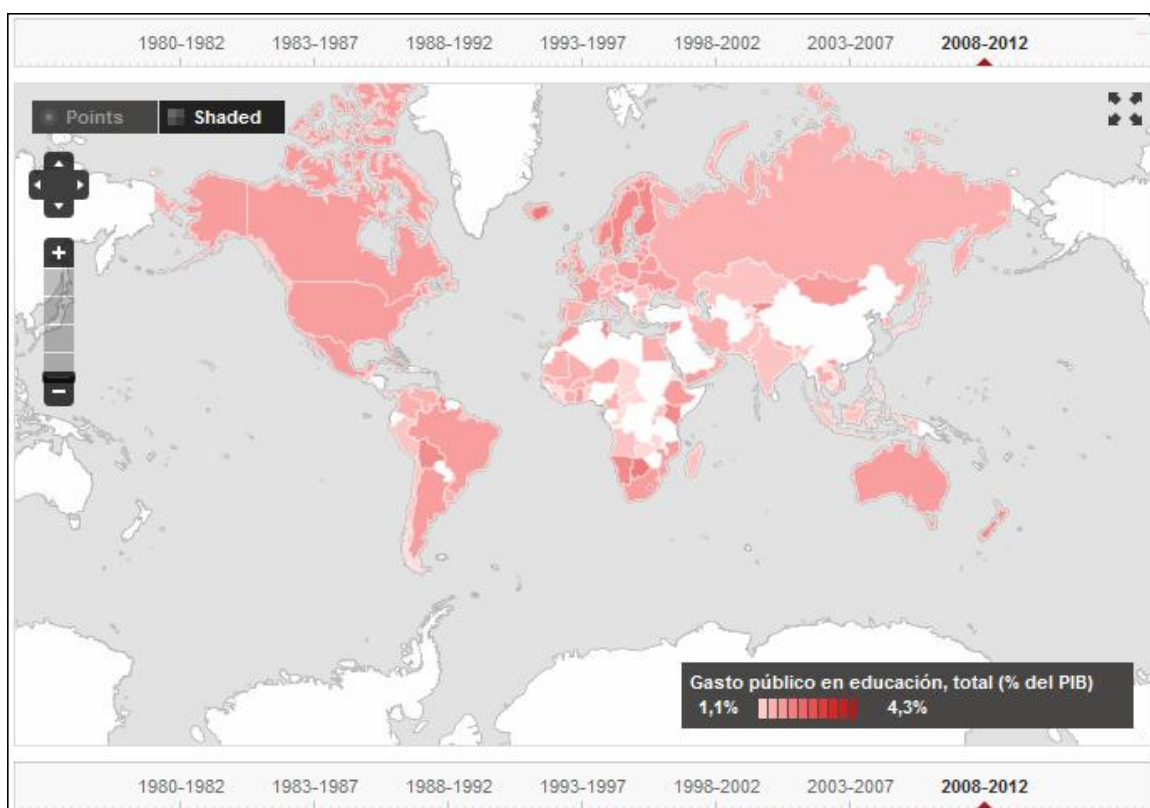 1980-1982 1983-1987 1988-1992 1993-1997 1998-2002 2003-2007 2008-2012
Points Shaded
+
−
Gasto público en educación, total (% del PIB)
1,1% 4,3%
1980-1982 1983-1987 1988-1992 1993-1997 1998-2002 2003-2007 2008-2012